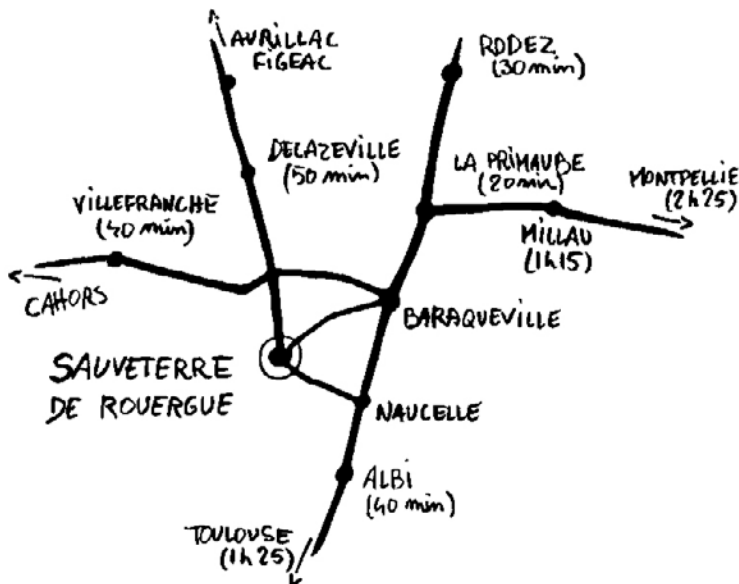 AURILLAC
FIGEAC
RODEZ
(30 min)
DECAZEVILLE
(50 min)
LA PRIMAUBE
(20 min)
MONTPELLIE
(2h25)
VILLEFRANCHE
(40 min)
MILLAU
(1h15)
CAHORS
BARAQUEVILLE
SAUVETERRE
DE ROUERGUE
NAUCELLE
ALBI
(40 min)
TOULOUSE
(1h25)